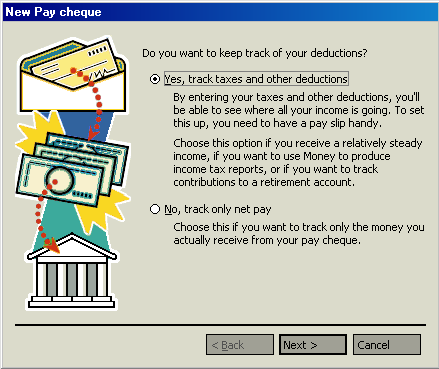 New Pay cheque
Do you want to keep track of your deductions?
Yes, track taxes and other deductions
By entering your taxes and other deductions, you'll
be able to see where all your income is going. To set
this up, you need to have a pay slip handy.
Choose this option if you receive a relatively steady
income, if you want to use Money to produce
income tax reports, or if you want to track
contributions to a retirement account.
No, track only net pay
Choose this if you want to track only the money you
actually receive from your pay cheque.
< Back Next > Cancel